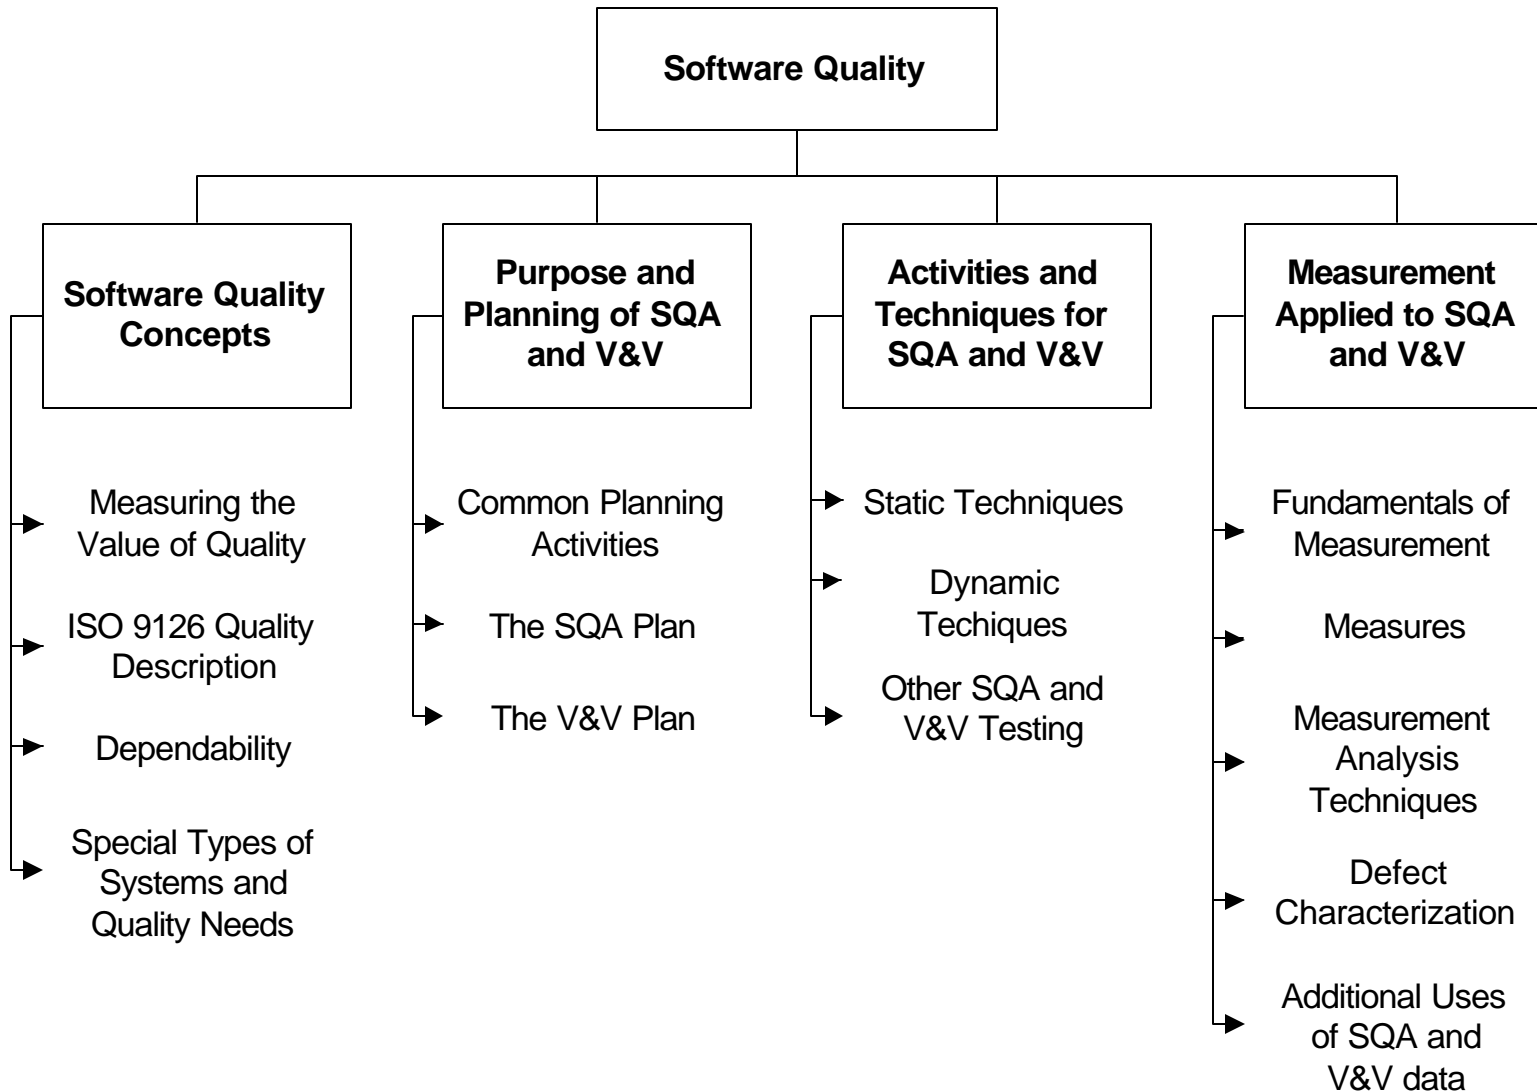 Software Quality
Software Quality
Concepts
Measuring the
Value of Quality
ISO 9126 Quality
Description
Dependability
Special Types of
Systems and
Quality Needs
Purpose and
Planning of SQA
and V&V
Common Planning
Activities
The SQA Plan
The V&V Plan
Activities and
Techniques for
SQA and V&V
Static Techniques
Dynamic
Techiques
Other SQA and
V&V Testing
Measurement
Applied to SQA
and V&V
Fundamentals of
Measurement
Measures
Measurement
Analysis
Techniques
Defect
Characterization
Additional Uses
of SQA and
V&V data